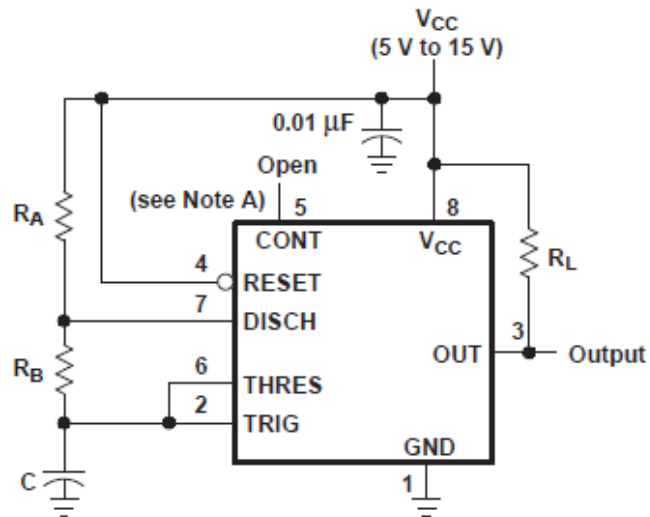 VCC
(5 V to 15 V)
0.01 µF
Open
(see Note A)
5
8
RA
CONT
VCC
4
RESET
RL
7
DISCH
3
OUT
Output
RB
6
THRES
2
TRIG
GND
C
1